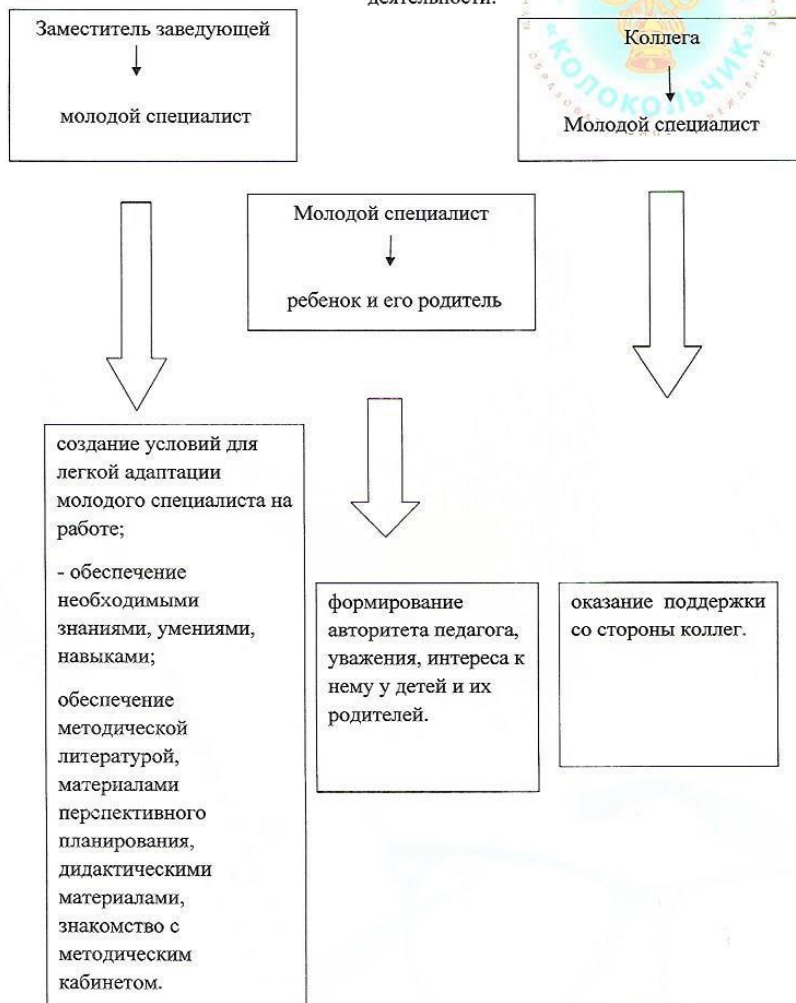 деятельности.
Заместитель заведующей
молодой специалист
Коллега
Молодой специалист
«КОЛОКОЛЬЧИК»
Молодой специалист
ребенок и его родитель
создание условий для
легкой адаптации
молодого специалиста на
работе;
- обеспечение
необходимыми
знаниями, умениями,
навыками;
обеспечение
методической
литературой,
материалами
перспективного
планирования,
дидактическими
материалами,
знакомство с
методическим
кабинетом.
формирование
авторитета педагога,
уважения, интереса к
нему у детей и их
родителей.
оказание поддержки
со стороны коллег.